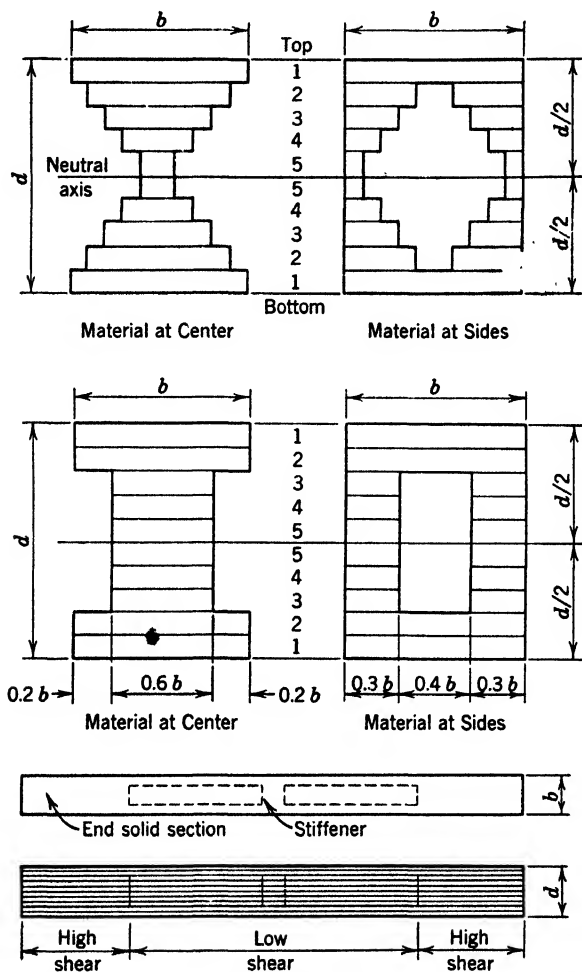 b
b
Top
1
2
3
4
5
5
4
3
2
1
d
Neutral
axis
d/2
d/2
Bottom
Material at Center
Material at Sides
b
b
1
2
3
4
5
5
4
3
2
1
d
d/2
d/2
0.2 b
0.6 b
0.2 b
0.3 b
0.4 b
0.3 b
Material at Center
Material at Sides
End solid section
Stiffener
b
d
High
shear
Low
shear
High
shear